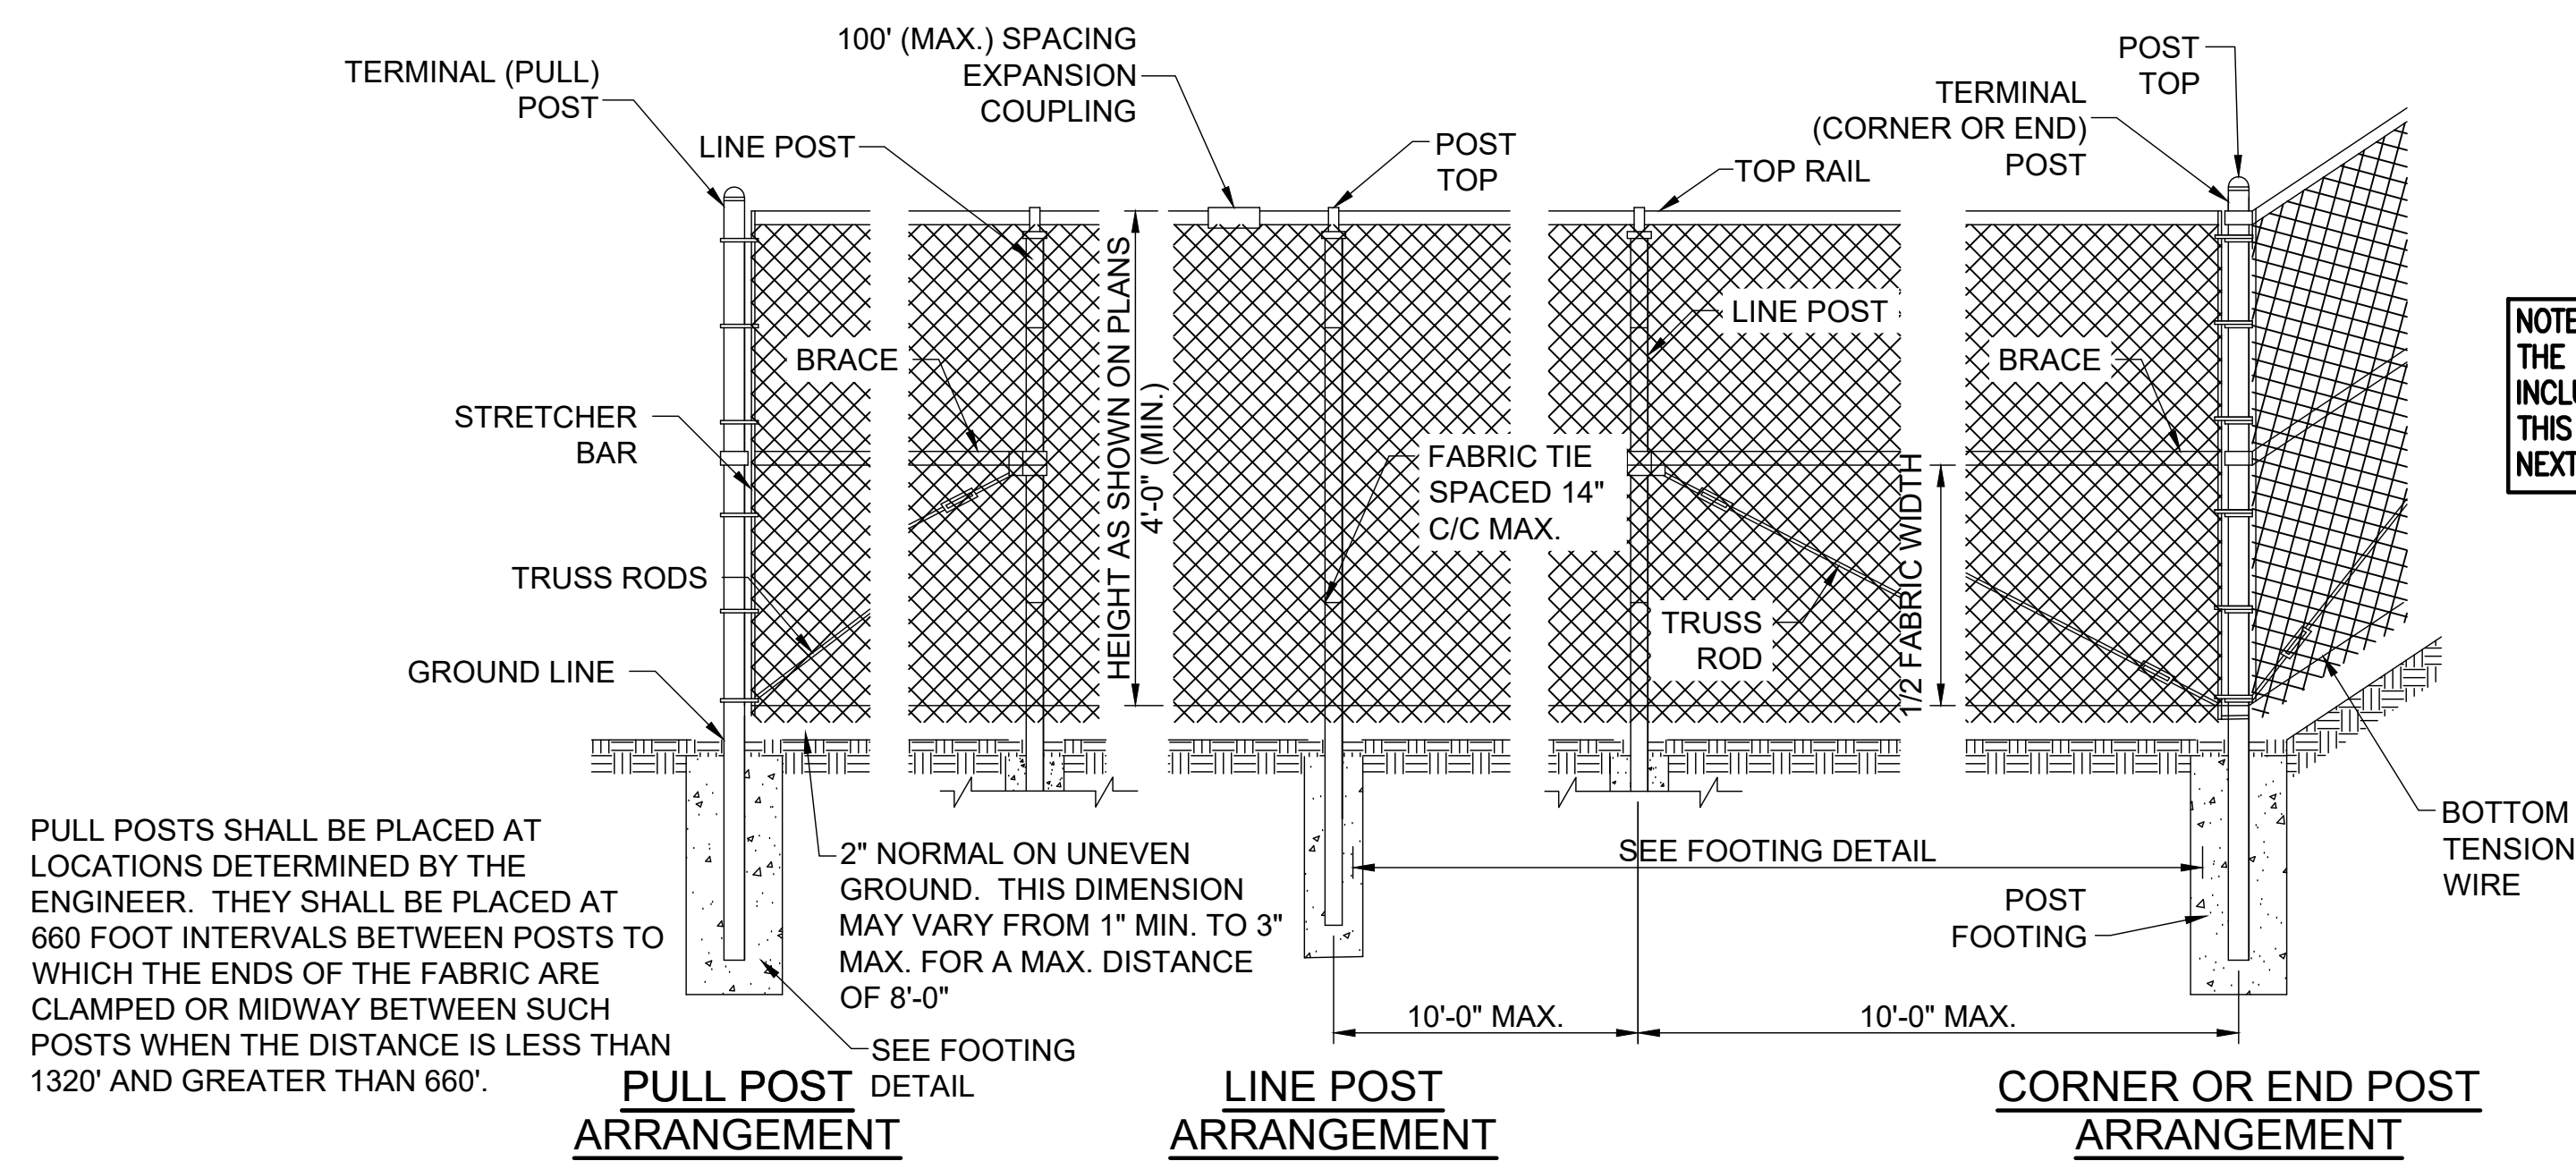 100' (MAX.) SPACING
EXPANSION
COUPLING
TERMINAL (PULL)
POST
LINE POST
POST
TOP
TOP RAIL
TERMINAL
(CORNER OR END)
POST
POST
TOP
BRACE
STRETCHER
BAR
TRUSS RODS
GROUND LINE
HEIGHT AS SHOWN ON PLANS
4'-0" (MIN.)
LINE POST
FABRIC TIE
SPACED 14"
C/C MAX.
TRUSS
ROD
1/2 FABRIC WIDTH
BRACE
NOTE
THE
THIS
NEXT
BOTTOM
TENSION
WIRE
PULL POSTS SHALL BE PLACED AT
LOCATIONS DETERMINED BY THE
ENGINEER. THEY SHALL BE PLACED AT
660 FOOT INTERVALS BETWEEN POSTS TO
WHICH THE ENDS OF THE FABRIC ARE
CLAMPED OR MIDWAY BETWEEN SUCH
POSTS WHEN THE DISTANCE IS LESS THAN
1320' AND GREATER THAN 660'.
2" NORMAL ON UNEVEN
GROUND. THIS DIMENSION
MAY VARY FROM 1" MIN. TO 3"
MAX. FOR A MAX. DISTANCE
OF 8'-0"
SEE FOOTING
DETAIL
SEE FOOTING DETAIL
POST
FOOTING
10'-0" MAX.
10'-0" MAX.
PULL POST
ARRANGEMENT
LINE POST
ARRANGEMENT
CORNER OR END POST
ARRANGEMENT